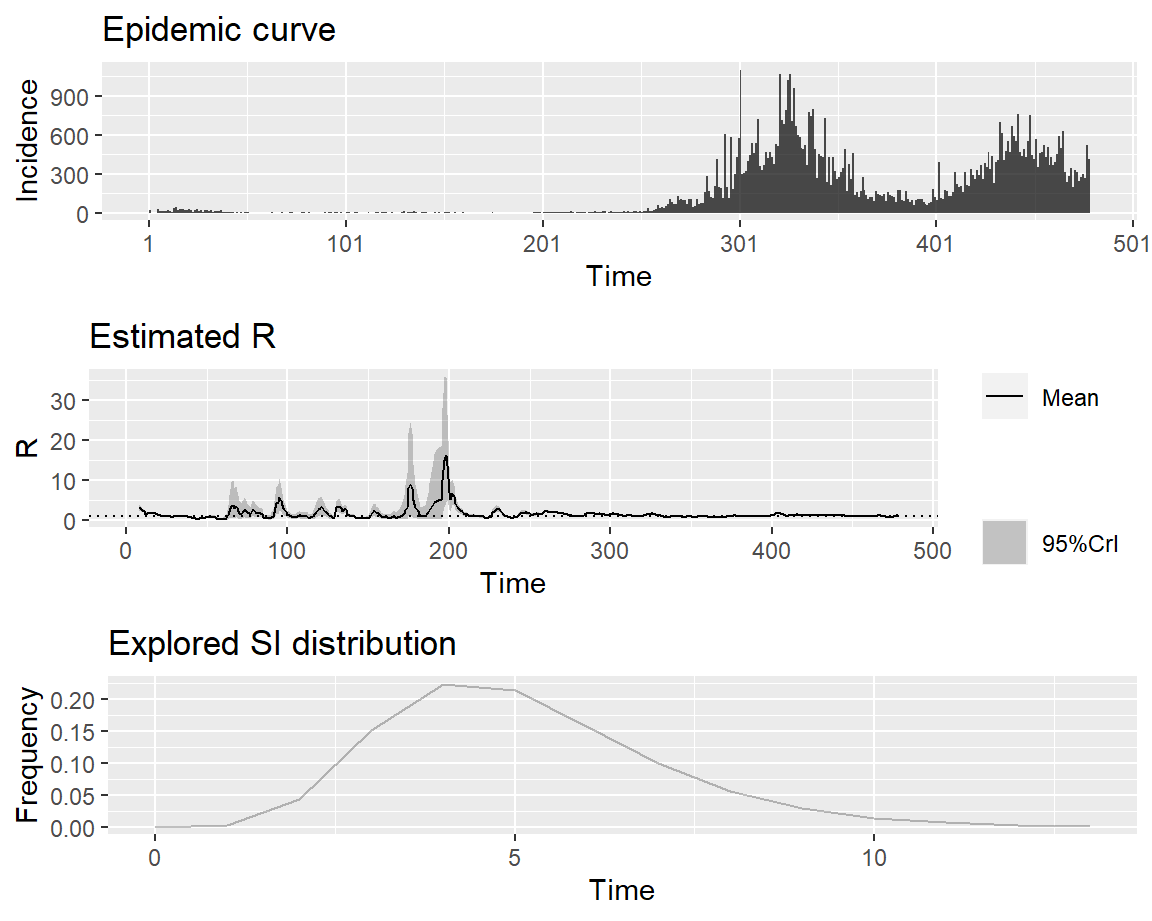 Epidemic curve
Incidence
900
600
300
0
1 101 201 301 401 501
Time
Estimated R
R
30
20
10
0
0 100 200 300 400 500
Time
Mean
95%CrI
Explored SI distribution
Frequency
0.20
0.15
0.10
0.05
0.00
0 5 10
Time